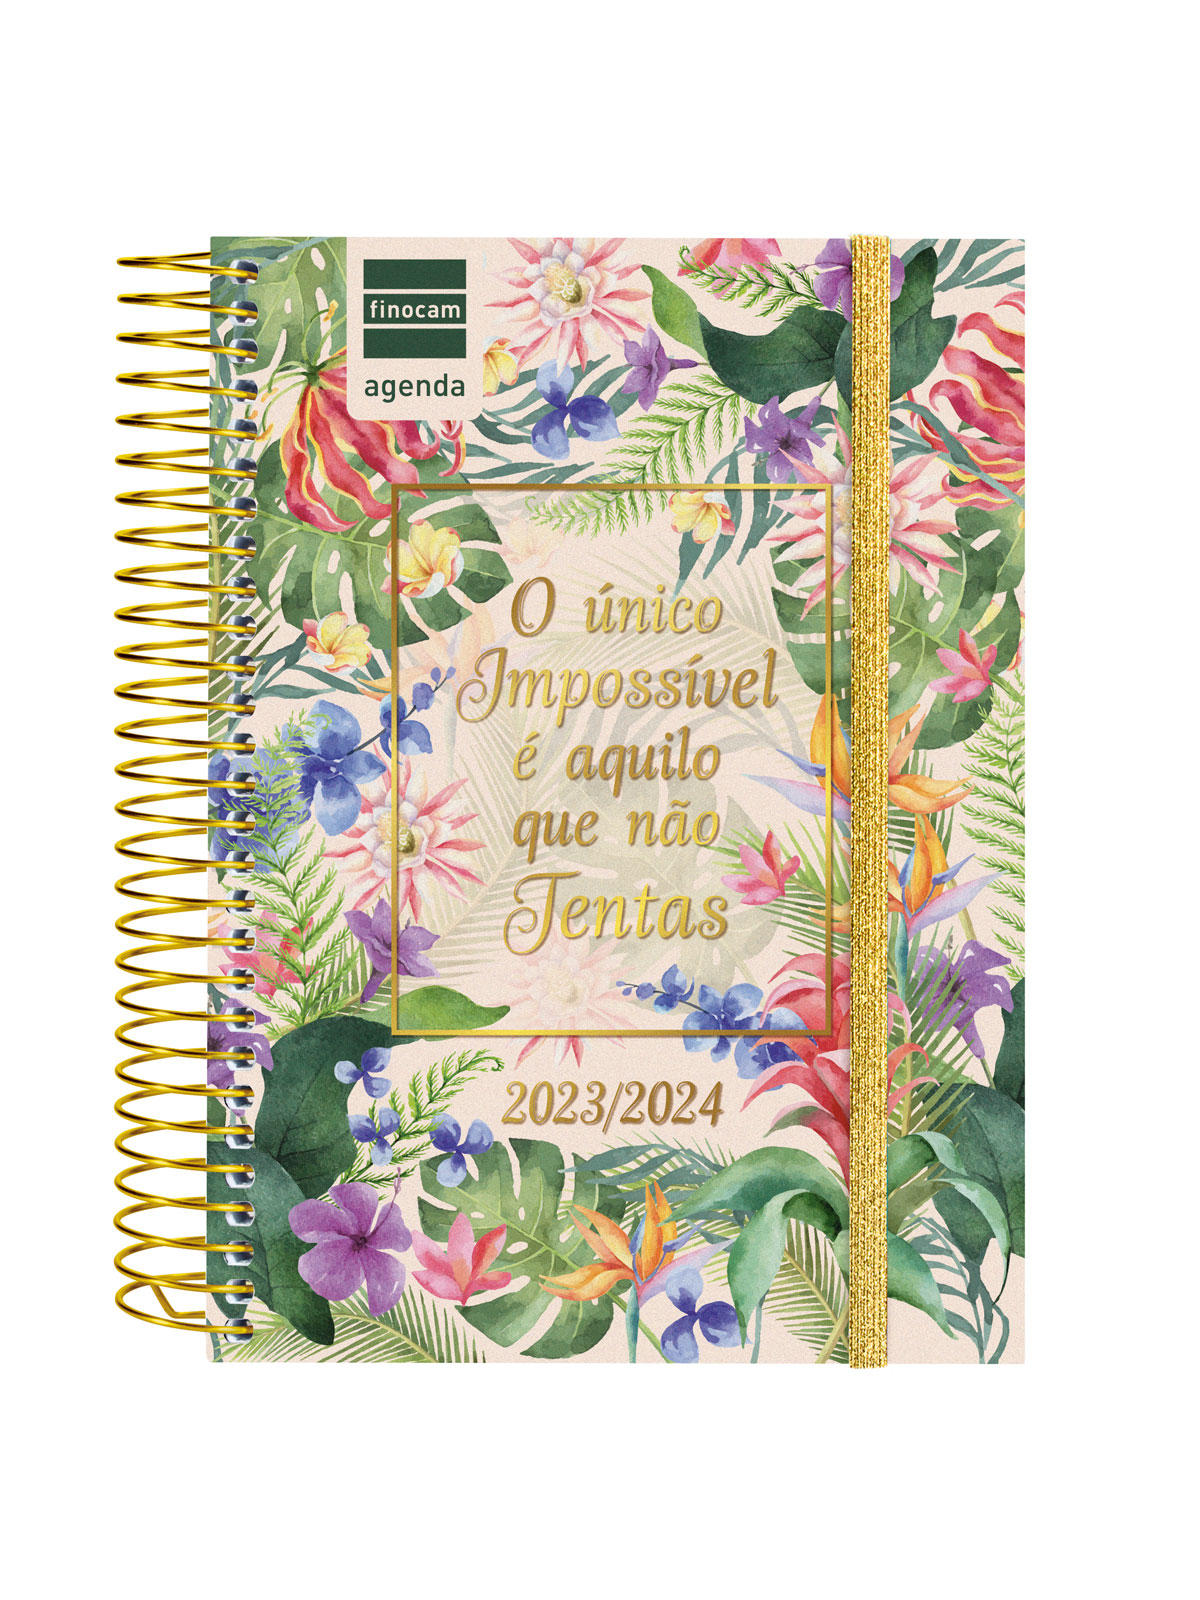 finocam
agenda
O único
Impossível
é aquilo
que não
Tentas
2023/2024